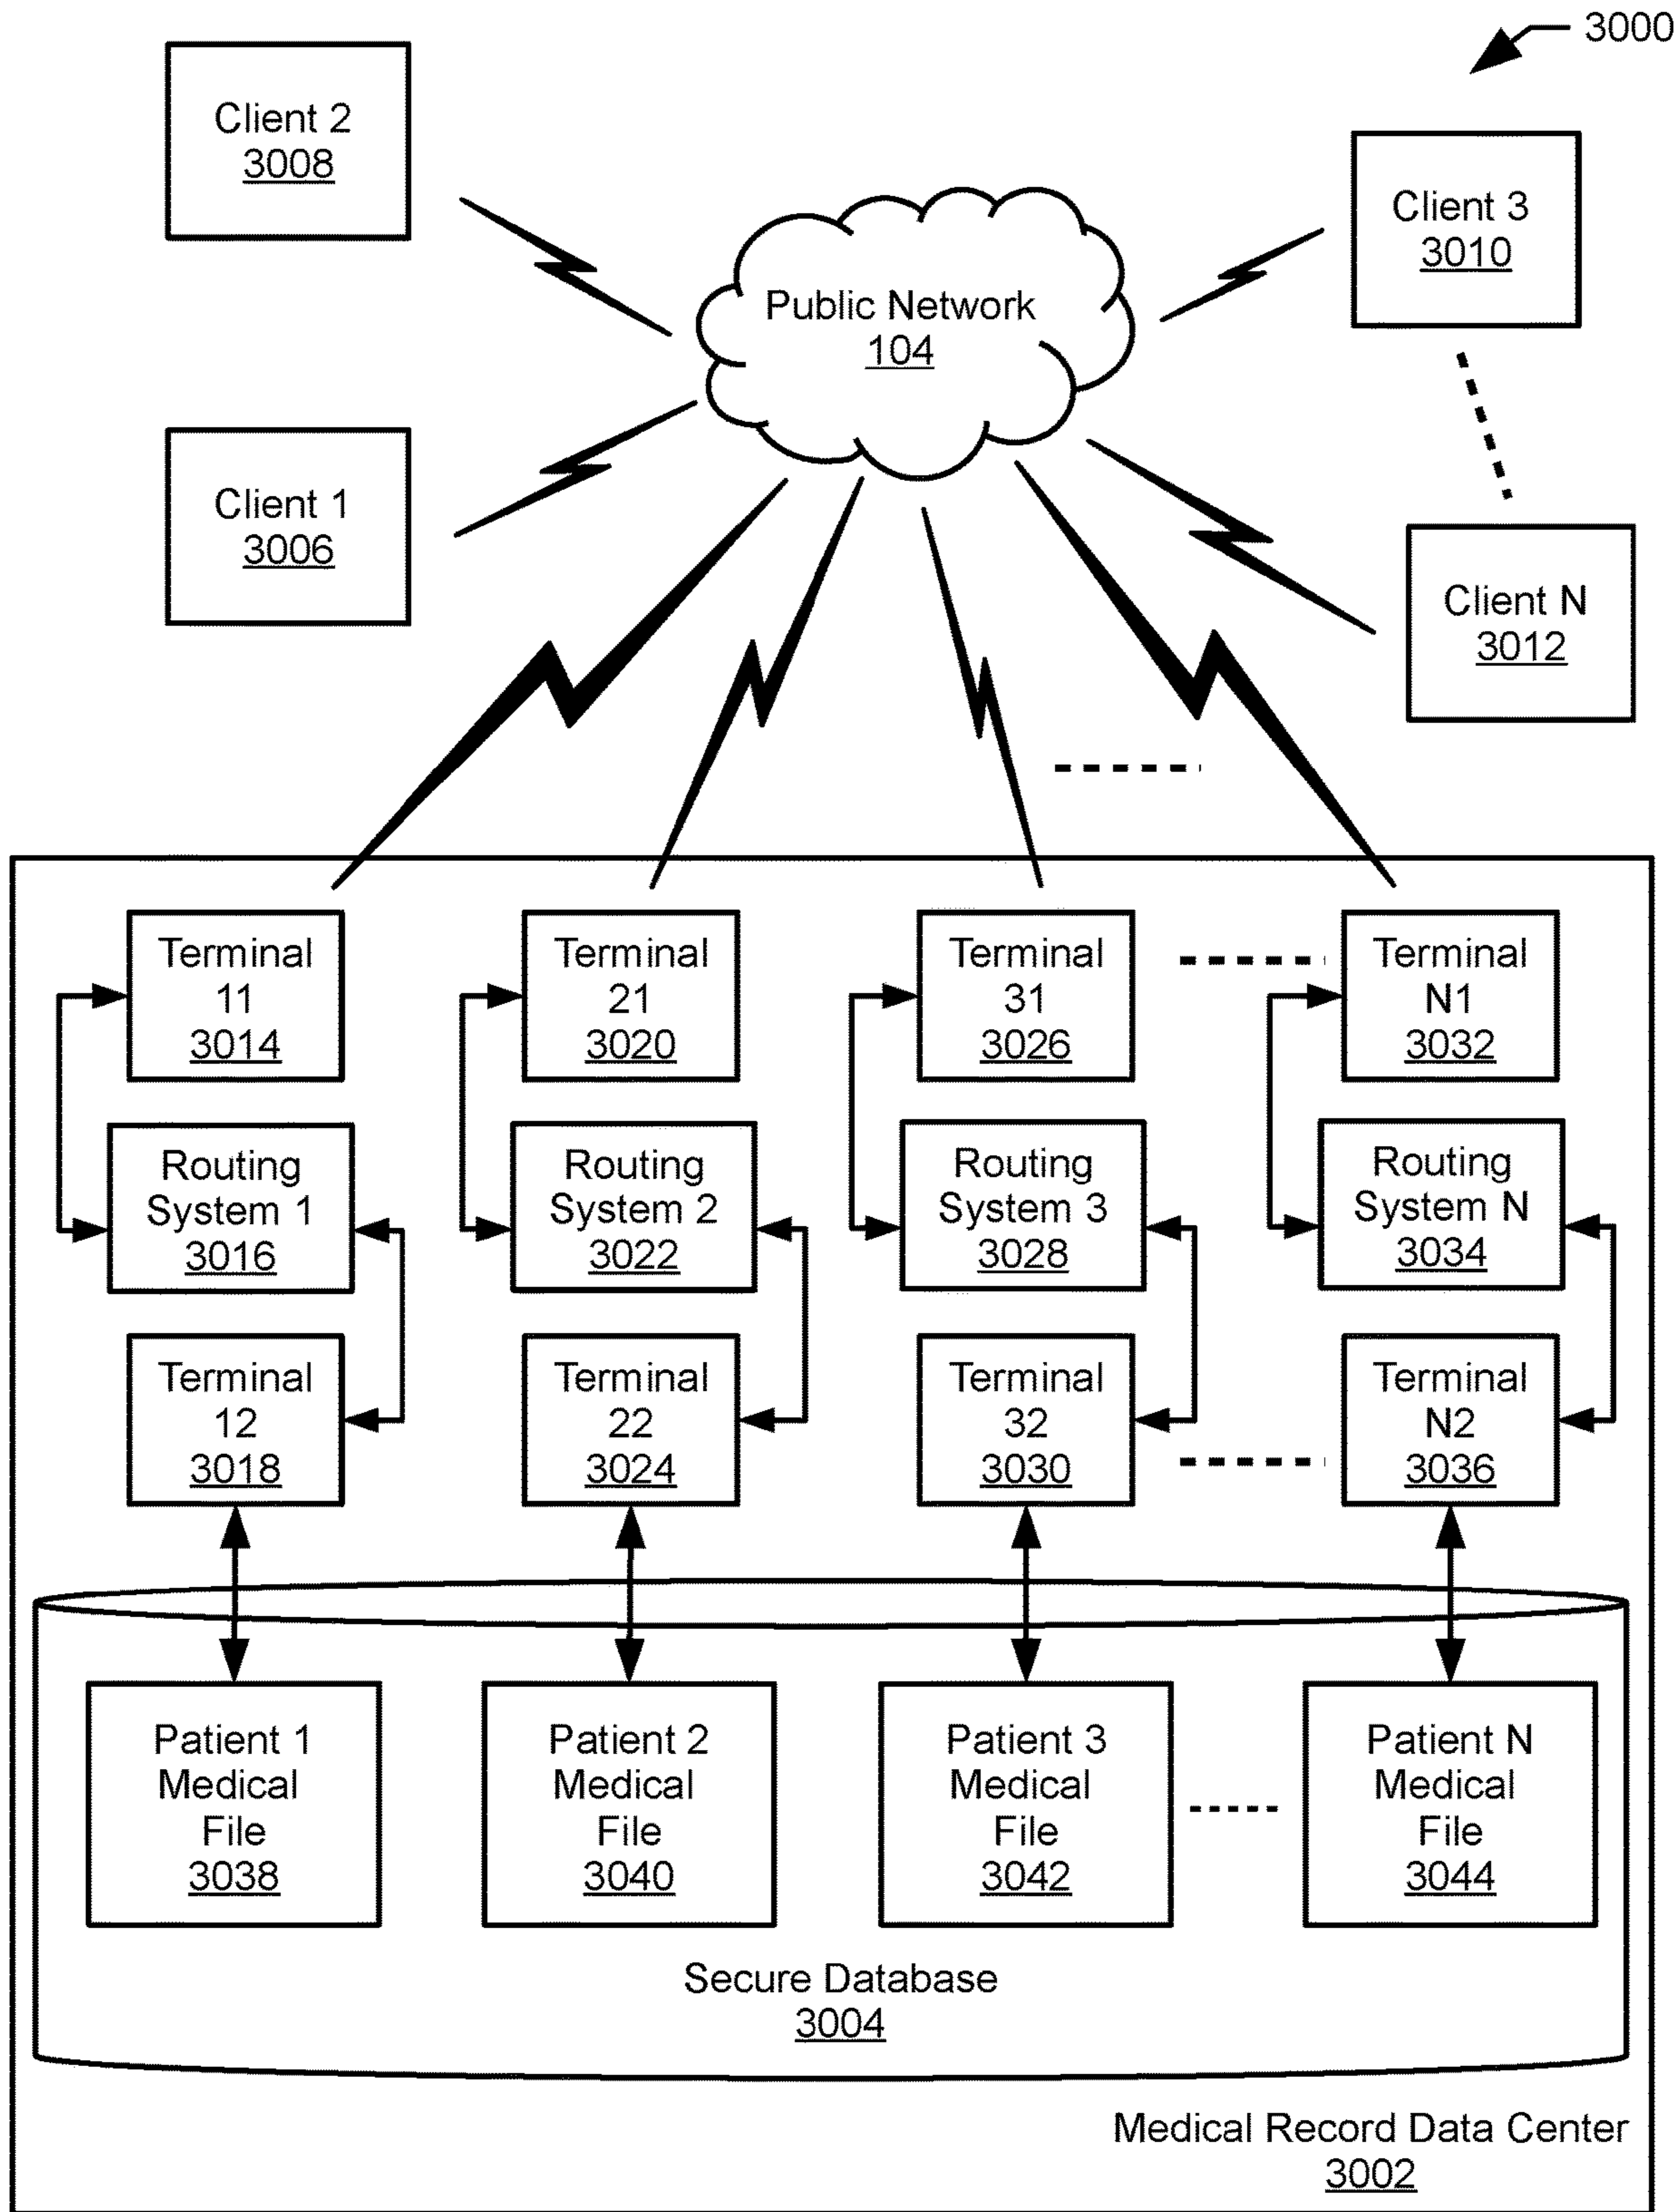 3000
Client 2
3008
Client 3
3010
Public Network
104
Client 1
3006
Client N
3012
Terminal
11
3014
Terminal
21
3020
Terminal
31
3026
Terminal
N1
3032
Routing
System 1
3016
Routing
System 2
3022
Routing
System 3
3028
Routing
System N
3034
Terminal
12
3018
Terminal
22
3024
Terminal
32
3030
Terminal
N2
3036
Patient 1
Medical
File
3038
Patient 2
Medical
File
3040
Patient 3
Medical
File
3042
Patient N
Medical
File
3044
Secure Database
3004
Medical Record Data Center
3002